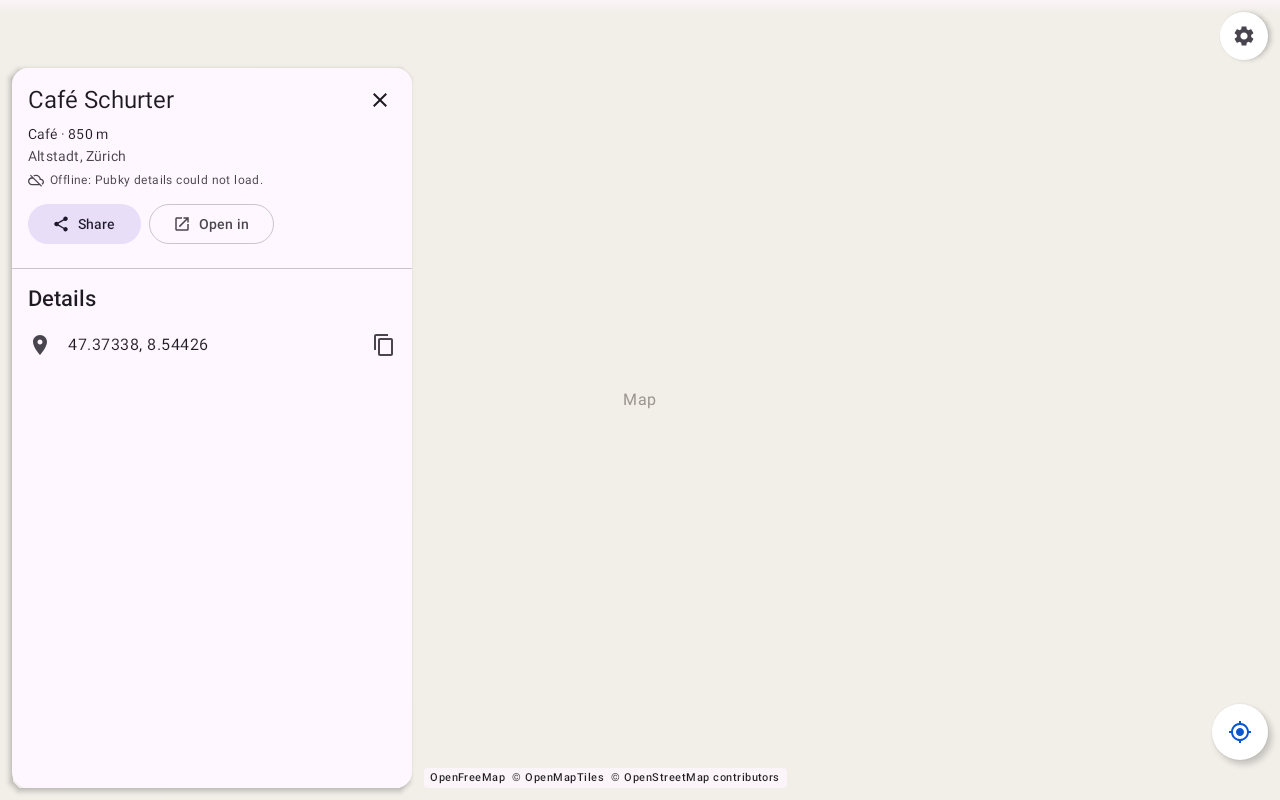 Café Schurter
Café · 850 m
Altstadt, Zürich
Offline: Pubky details could not load.
Share
Open in
Details
47.37338, 8.54426
Map
OpenFreeMap © OpenMapTiles © OpenStreetMap contributors